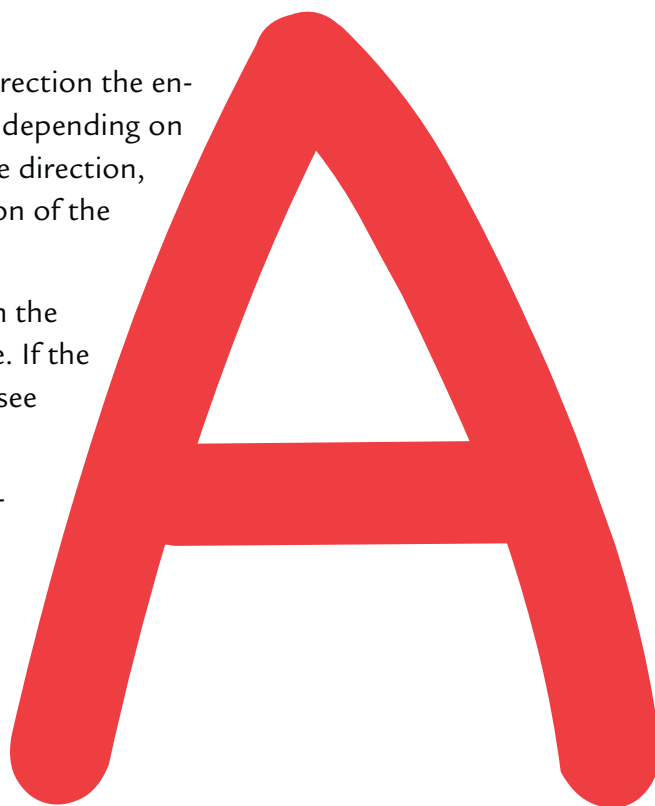 rection the en-
depending on
e direction,
on of the
n the
e. If the
see
-
A